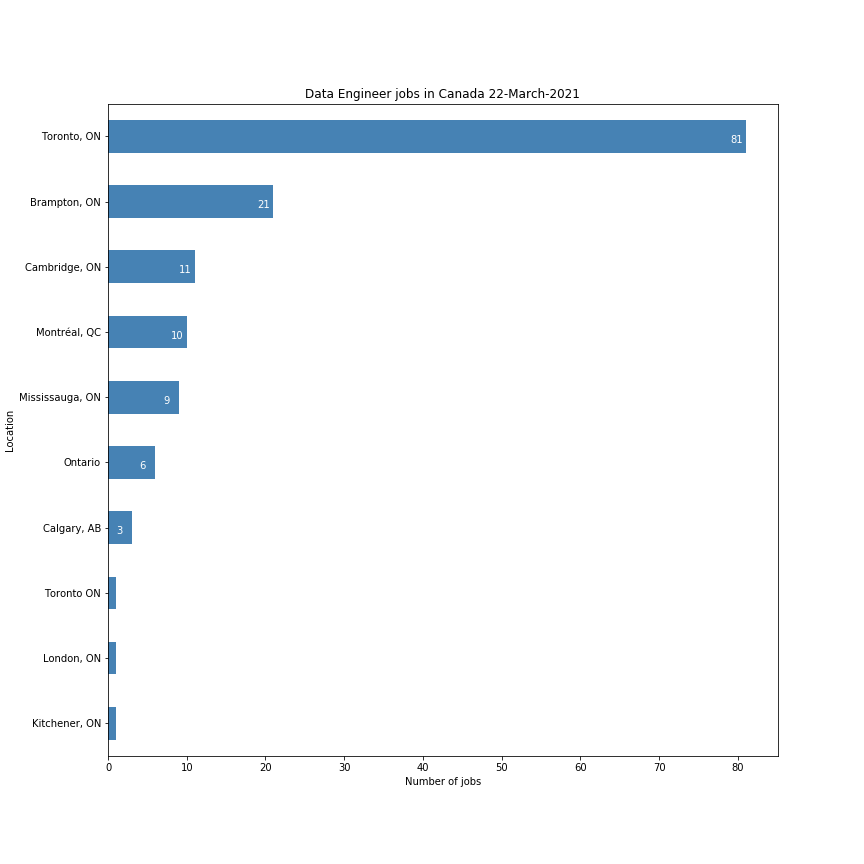 Data Engineer jobs in Canada 22-March-2021
Toronto, ON
81
Brampton, ON
21
Cambridge, ON
11
Montréal, QC
10
Mississauga, ON
9
Location
Ontario
6
Calgary, AB
3
Toronto ON
London, ON
Kitchener, ON
0 10 20 30 40 50 60 70 80
Number of jobs